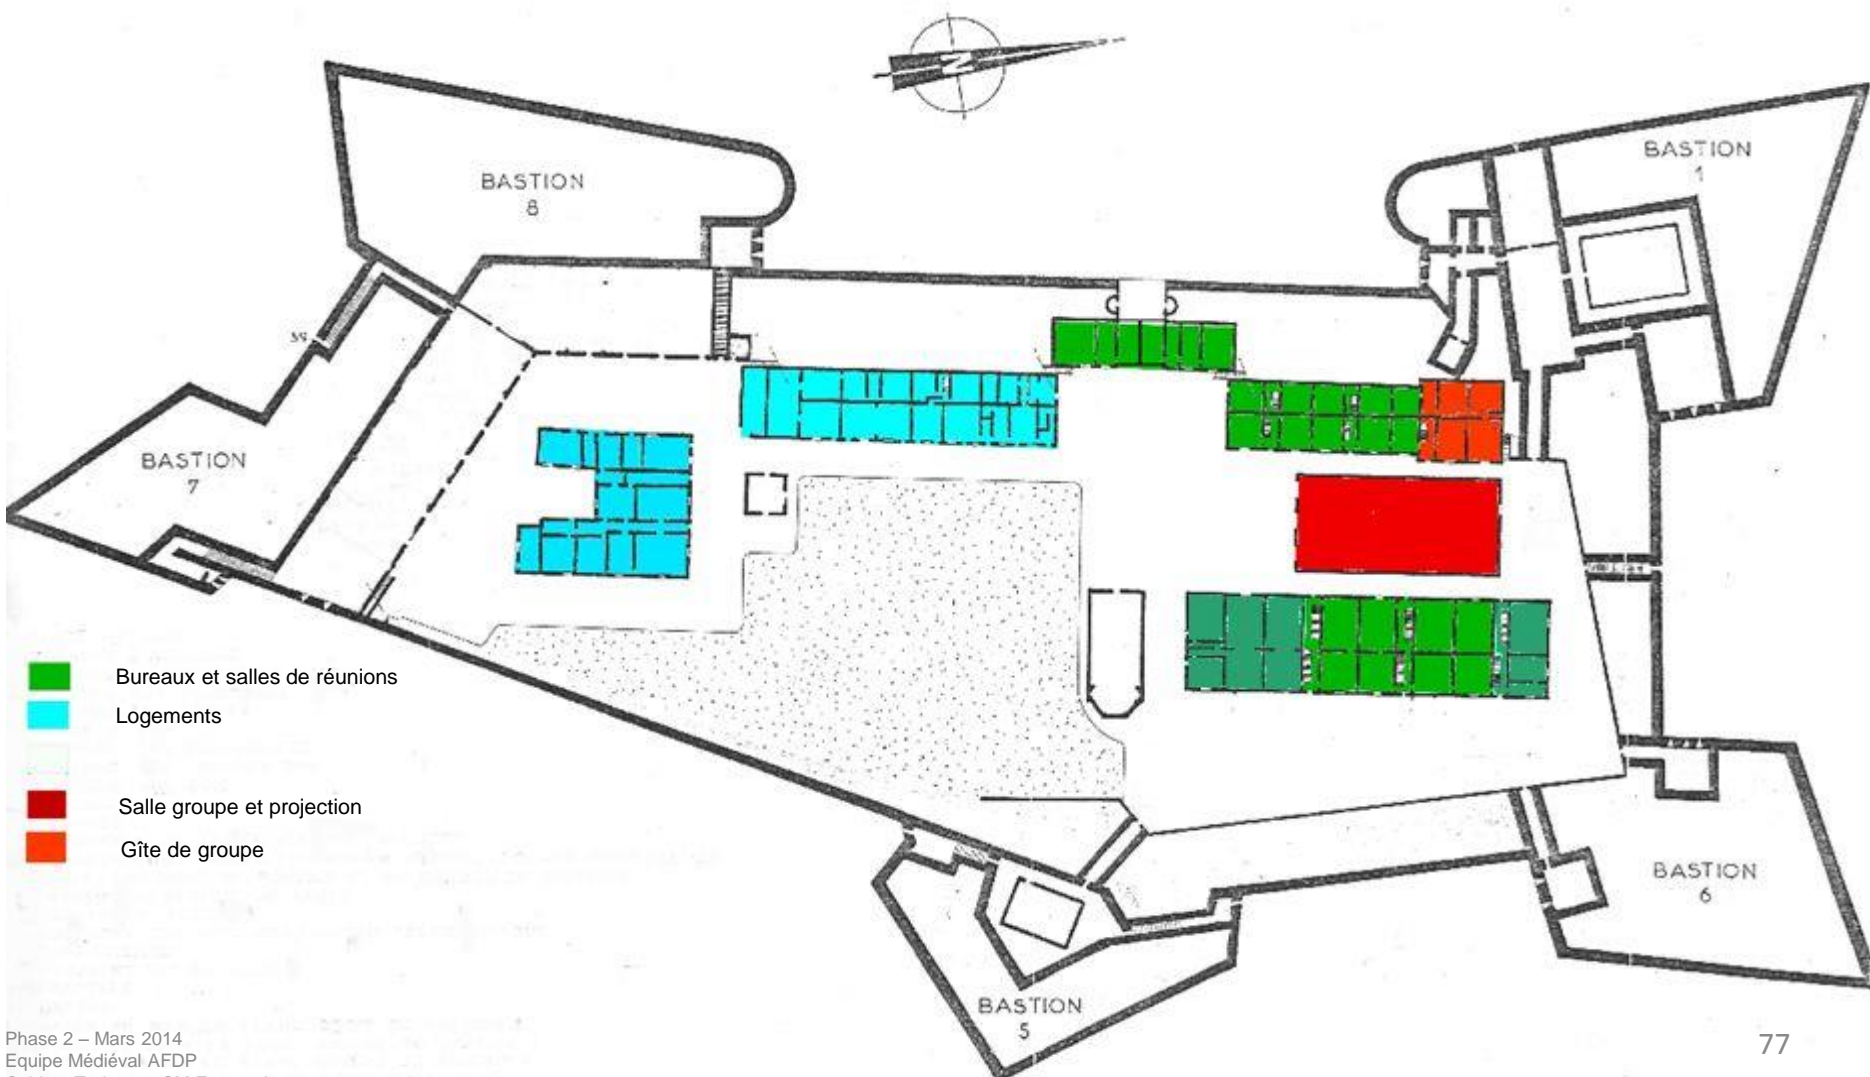 N
BASTION
8
BASTION
1
BASTION
7
Bureaux et salles de réunions
Logements
Salle groupe et projection
Gîte de groupe
BASTION
6
BASTION
5
Phase 2 – Mars 2014
Equipe Médiéval AFDP
77